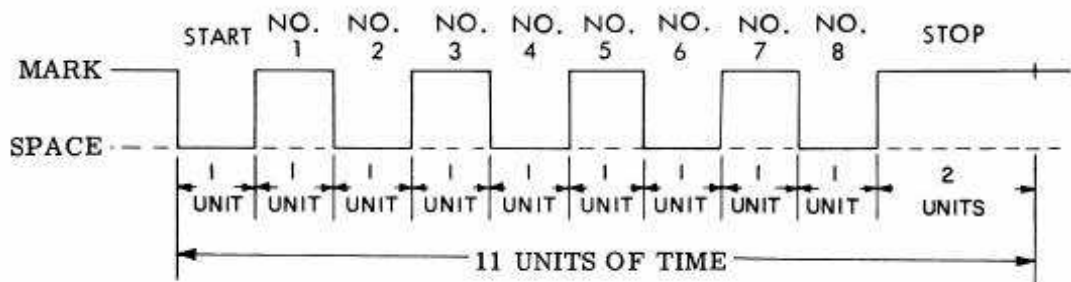 START NO. NO. NO. NO. NO. NO. NO. NO. STOP
1 2 3 4 5 6 7 8
MARK
SPACE
1 1 1 1 1 1 1 1 1 2
UNIT UNIT UNIT UNIT UNIT UNIT UNIT UNIT UNIT UNITS
11 UNITS OF TIME